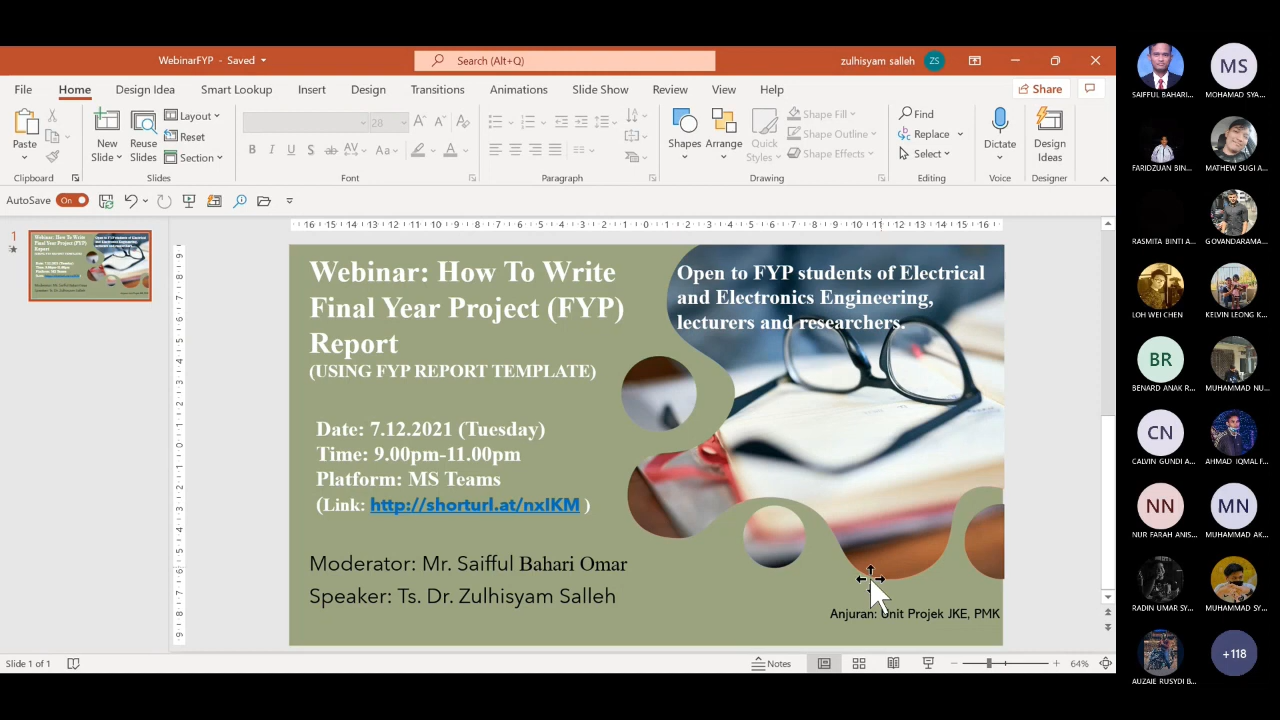 WebinarFYP - Saved
Search (Alt+Q)
zulhisyam salleh
ZS
File
Home
Design Idea
Smart Lookup
Insert
Draw
Design
Transitions
Animations
Slide Show
Review
View
Help
Share
Paste
New
Slide
Reuse
Slides
Layout
Reset
Section
28
Shapes
Arrange
Quick
Styles
Shape Fill
Shape Outline
Shape Effects
Find
Replace
Select
Dictate
Design
Ideas
Clipboard
Slides
Font
Paragraph
Drawing
Editing
Voice
Designer
AutoSave On
1
Webinar: How To Write
Final Year Project (FYP)
Report
(USING FYP REPORT TEMPLATE)
Open to FYP students of Electrical
and Electronics Engineering,
lecturers and researchers.
Date: 7.12.2021 (Tuesday)
Time: 9.00pm-11.00pm
Platform: MS Teams
(Link: http://shorturl.at/nxIKM )
Moderator: Mr. Saifful Bahari Omar
Speaker: Ts. Dr. Zulhisyam Salleh
Anjuran: Unit Projek JKE, PMK
Slide 1 of 1
Notes
64%
SAIFFUL BAHARI...
MS
MOHAMAD SYA...
FARIDZUAN BIN...
MATHEW SUGI A...
RASMITA BINTI A...
GOVANDARAMA...
LOH WEI CHEN
KELVIN LEONG K...
BR
BENARD ANAK R...
MUHAMMAD NU...
CN
CALVIN GUNDI A...
AHMAD IQMAL F...
NN
NUR FARAH ANIS...
MN
MUHAMMAD AK...
RADIN UMAR SY...
MUHAMMAD SY...
AUZAIE RUSYDI B...
+118